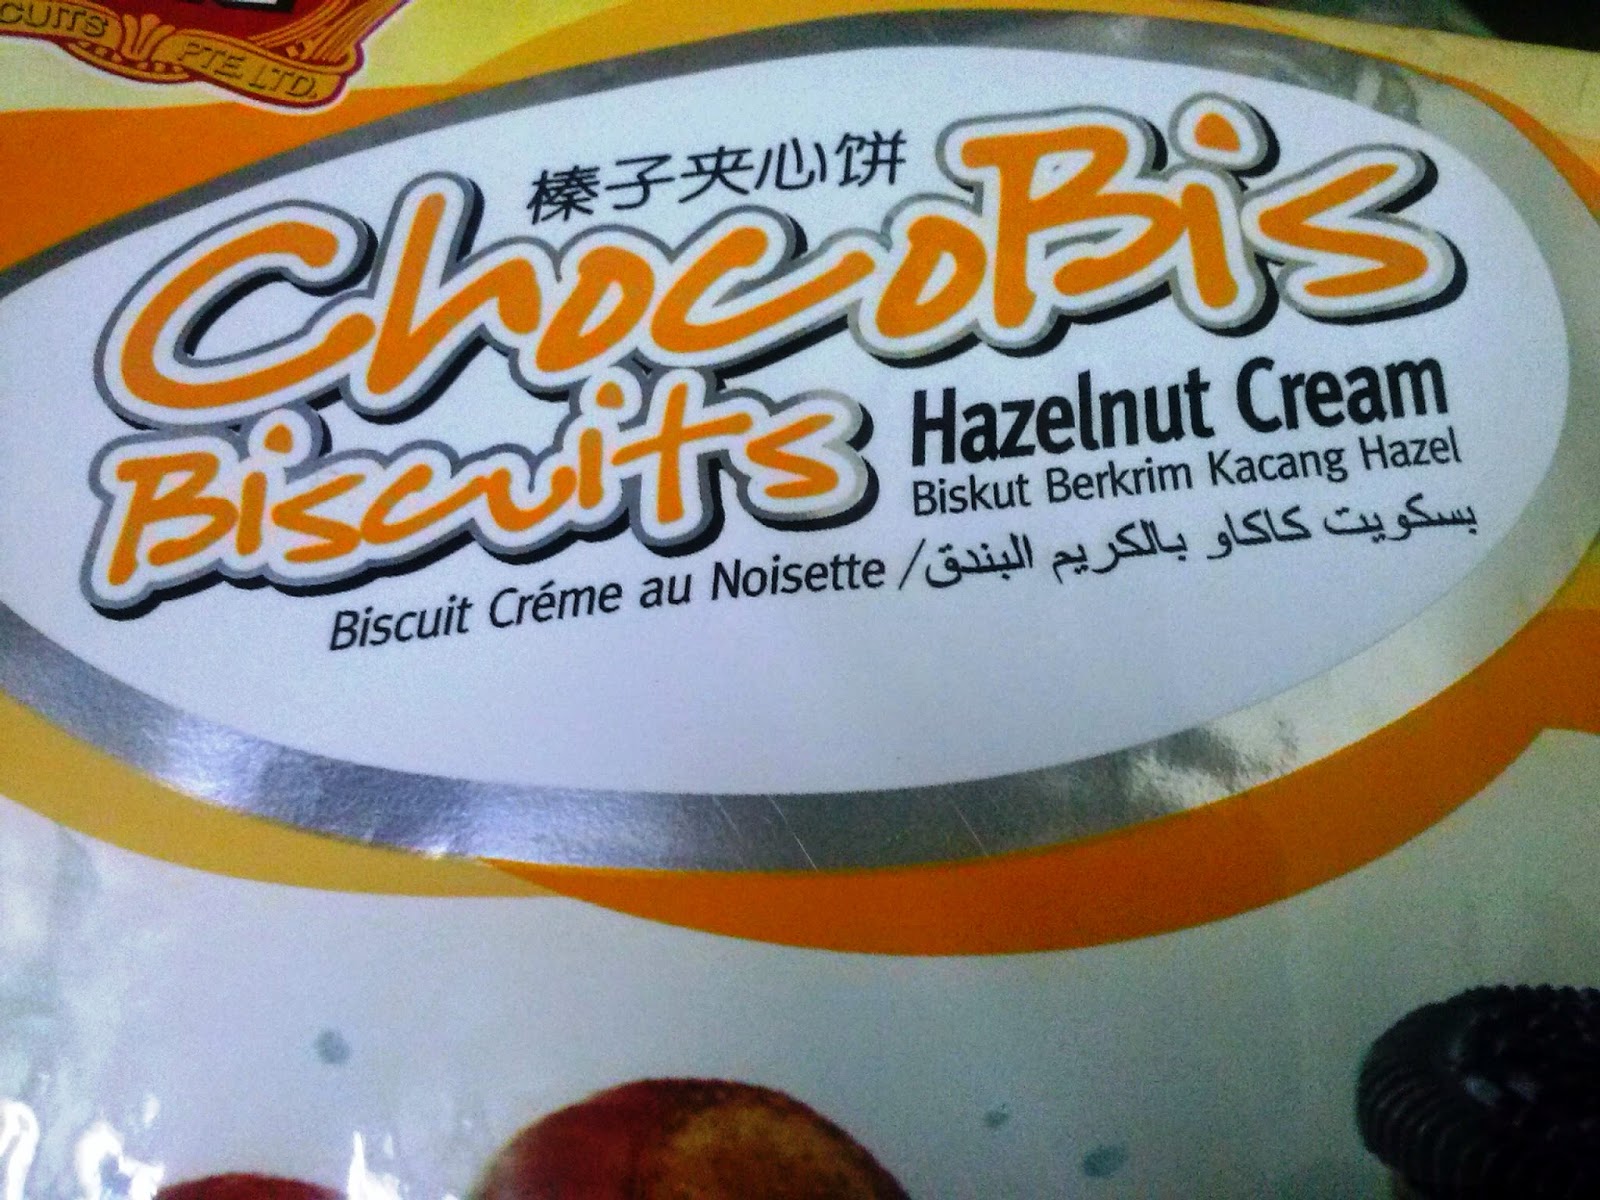 PTE LTD.
榛子夹心饼
ChocoBis
Biscuits
Hazelnut Cream
Biskut Berkrim Kacang Hazel
Biscuit Créme au Noisette / بسكويت كاكاو بالكريم البندق